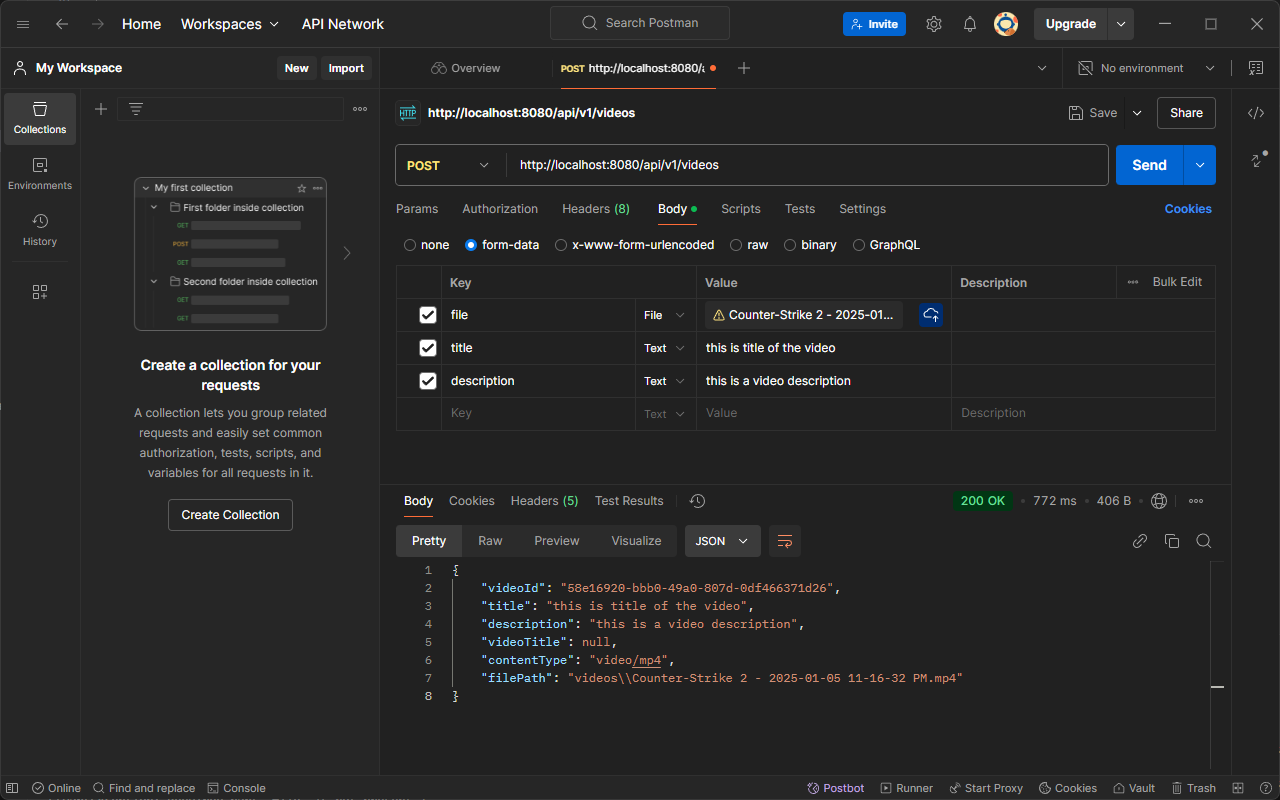 Home Workspaces API Network Search Postman Invite Upgrade
My Workspace New Import Overview POST http://localhost:8080/a No environment
Collections
Environments
History
My first collection
First folder inside collection
GET
POST
GET
Second folder inside collection
GET
GET
Create a collection for your
requests
A collection lets you group related
requests and easily set common
authorization, tests, scripts, and
variables for all requests in it.
Create Collection
HTTP http://localhost:8080/api/v1/videos Save Share
POST http://localhost:8080/api/v1/videos Send
Params Authorization Headers (8) Body Scripts Tests Settings Cookies
none form-data x-www-form-urlencoded raw binary GraphQL
Key Value Description Bulk Edit
file File Counter-Strike 2 - 2025-01...
title Text this is title of the video
description Text this is a video description
Key Text Value Description
Body Cookies Headers (5) Test Results 200 OK 772 ms 406 B
Pretty Raw Preview Visualize JSON
1 {
2 "videoId": "58e16920-bbb0-49a0-807d-0df466371d26",
3 "title": "this is title of the video",
4 "description": "this is a video description",
5 "videoTitle": null,
6 "contentType": "video/mp4",
7 "filePath": "videos\\Counter-Strike 2 - 2025-01-05 11-16-32 PM.mp4"
8 }
Online Find and replace Console Postbot Runner Start Proxy Cookies Vault Trash